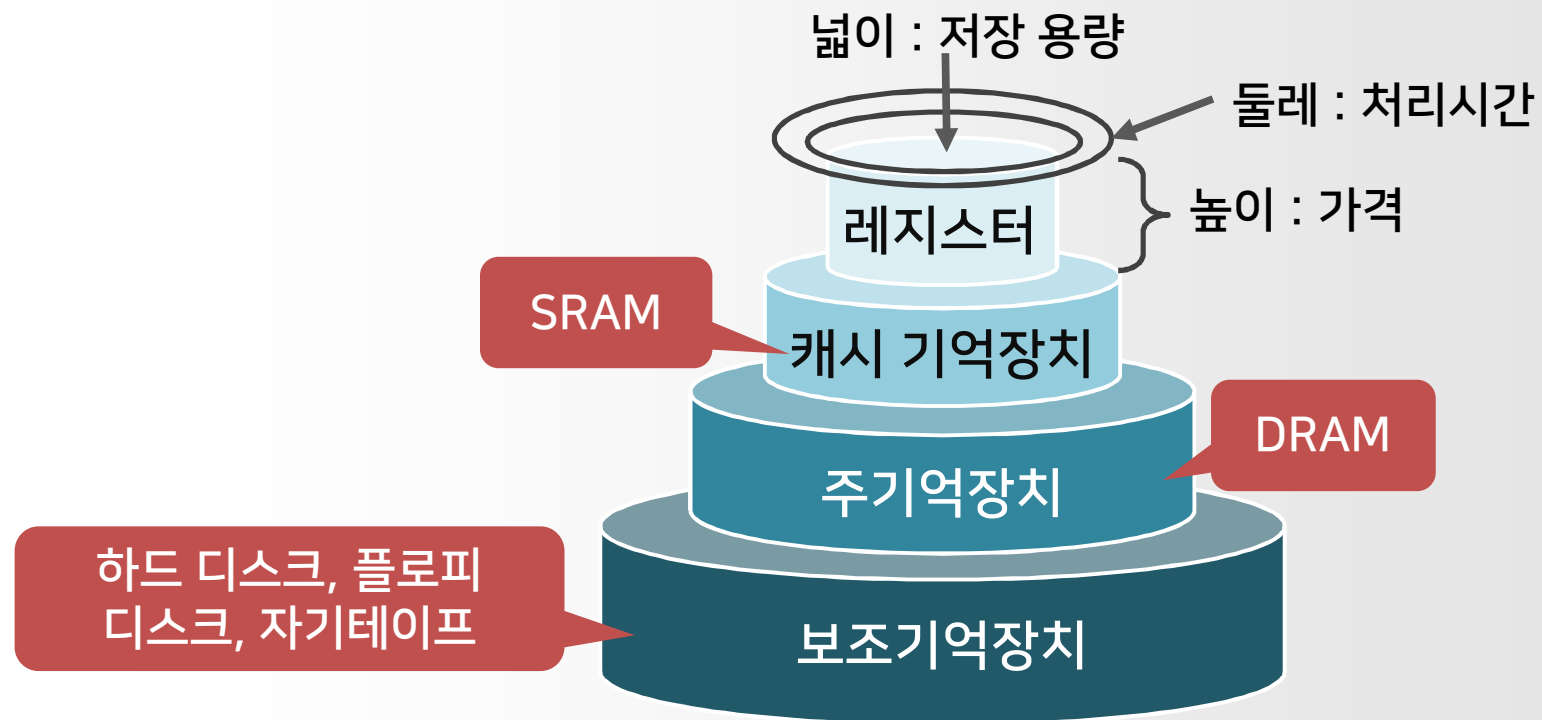 넓이 : 저장 용량
둘레 : 처리시간
높이 : 가격
레지스터
SRAM
캐시 기억장치
DRAM
주기억장치
하드 디스크, 플로피
디스크, 자기테이프
보조기억장치